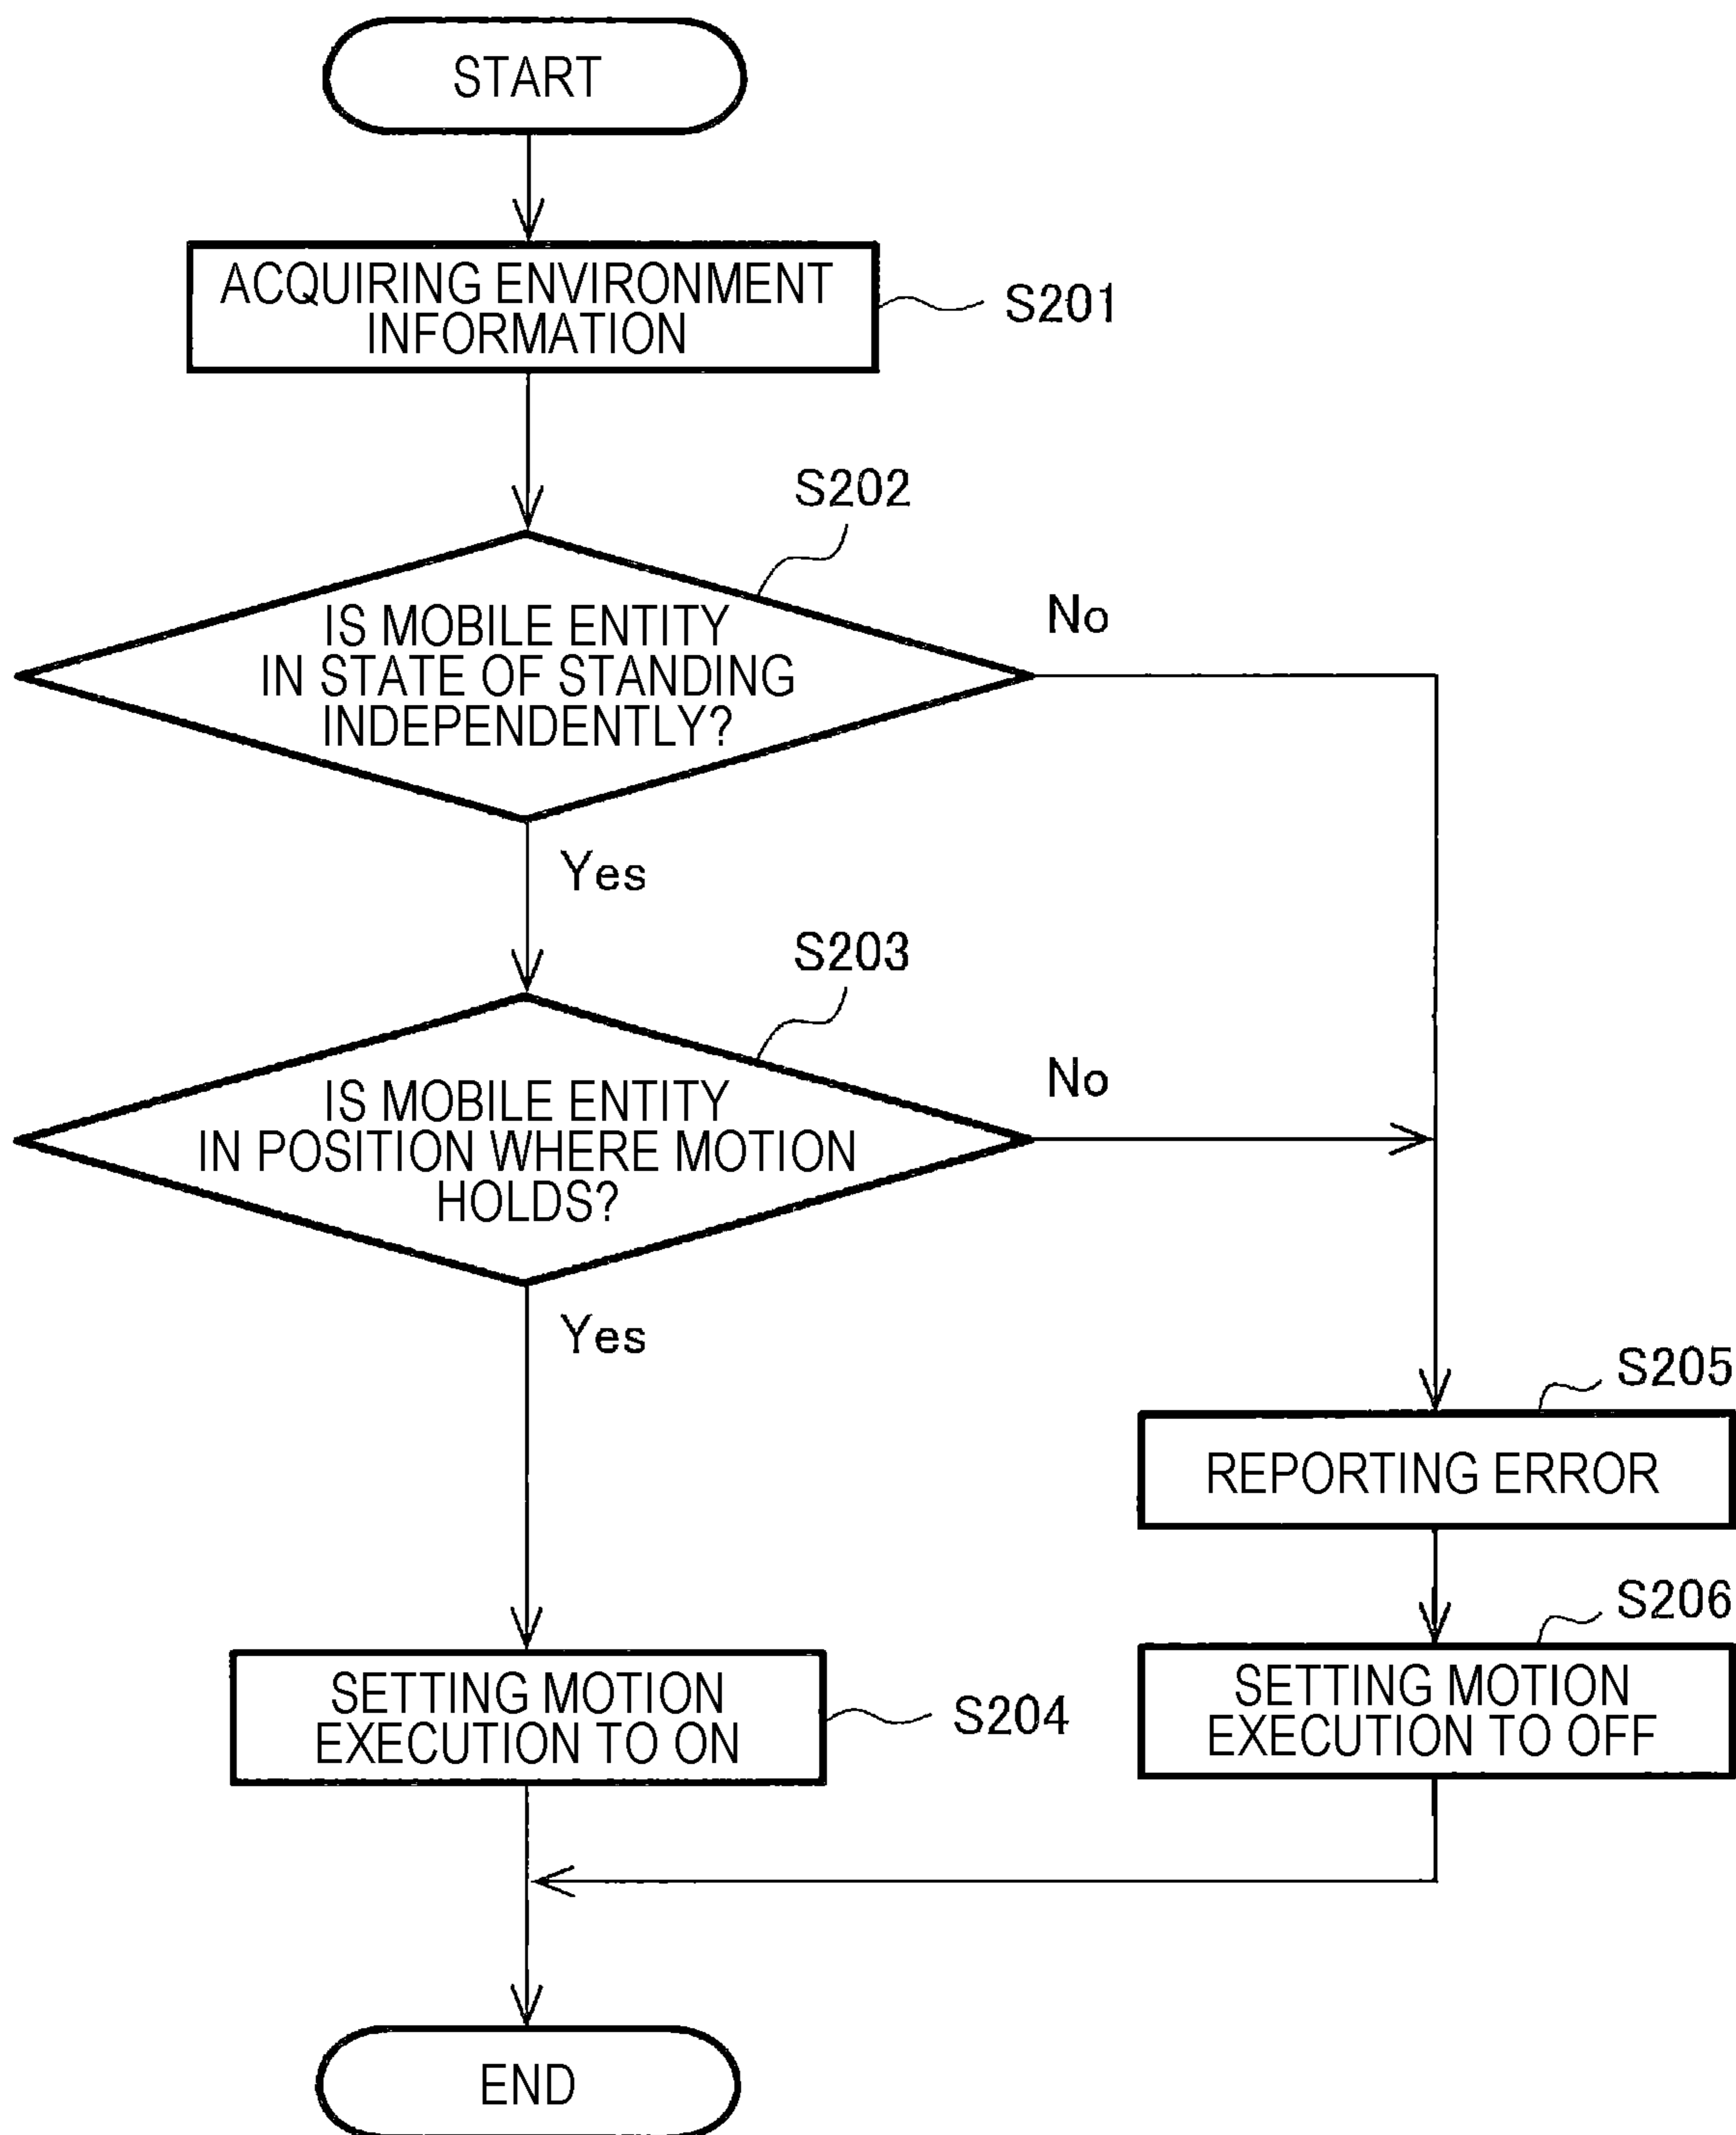 START
ACQUIRING ENVIRONMENT
INFORMATION
S201
S202
IS MOBILE ENTITY
IN STATE OF STANDING
INDEPENDENTLY?
No
Yes
S203
IS MOBILE ENTITY
IN POSITION WHERE MOTION
HOLDS?
No
Yes
S205
REPORTING ERROR
S206
SETTING MOTION
EXECUTION TO OFF
SETTING MOTION
EXECUTION TO ON
S204
END